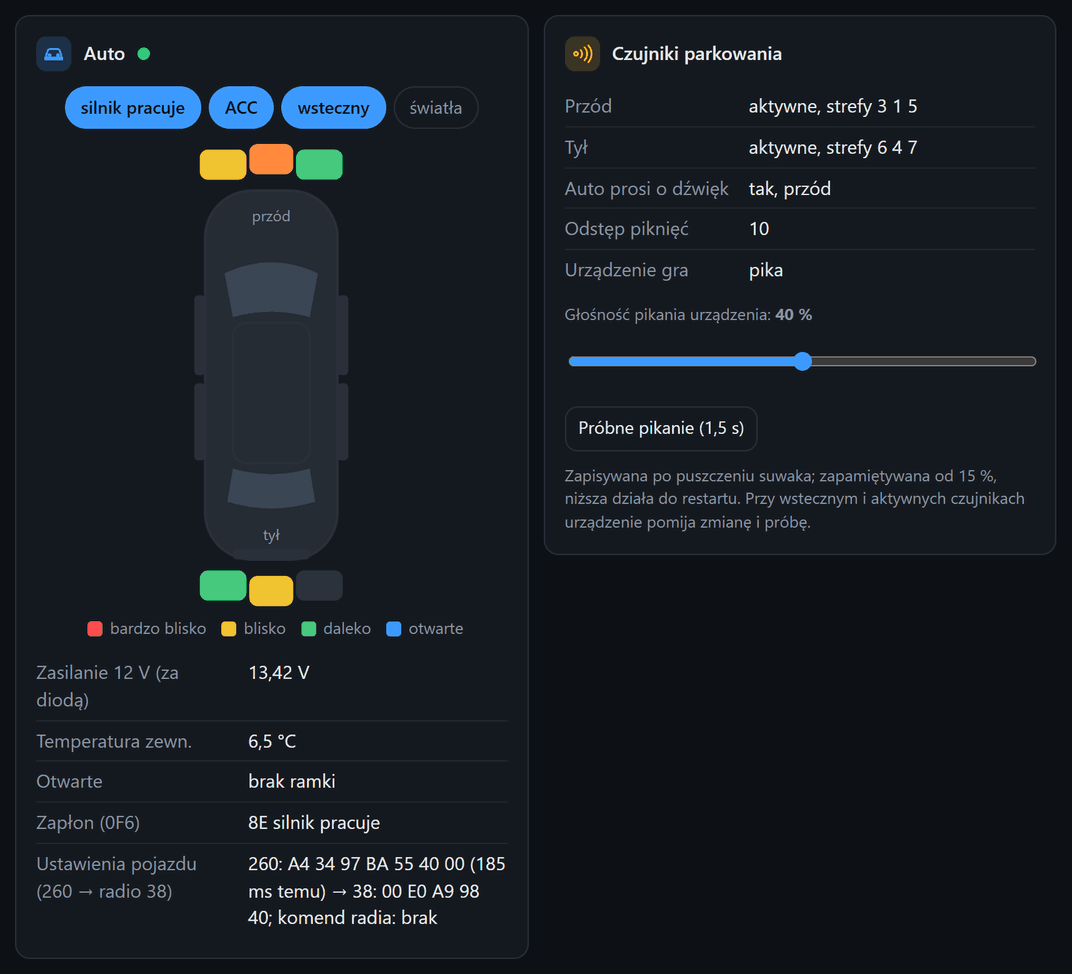 Auto
silnik pracuje
ACC
wsteczny
światła
przód
tył
bardzo blisko
blisko
daleko
otwarte
Zasilanie 12 V (za
diodą)
13,42 V
Temperatura zewn.
6,5 °C
Otwarte
brak ramki
Zapłon (0F6)
8E silnik pracuje
Ustawienia pojazdu
(260 → radio 38)
260: A4 34 97 BA 55 40 00 (185
ms temu) → 38: 00 E0 A9 98
40; komend radia: brak
Czujniki parkowania
Przód
aktywne, strefy 3 1 5
Tył
aktywne, strefy 6 4 7
Auto prosi o dźwięk
tak, przód
Odstęp piknięć
10
Urządzenie gra
pika
Głośność pikania urządzenia: 40 %
Próbne pikanie (1,5 s)
Zapisywana po puszczeniu suwaka; zapamiętywana od 15 %,
niższa działa do restartu. Przy wstecznym i aktywnych czujnikach
urządzenie pomija zmianę i próbę.